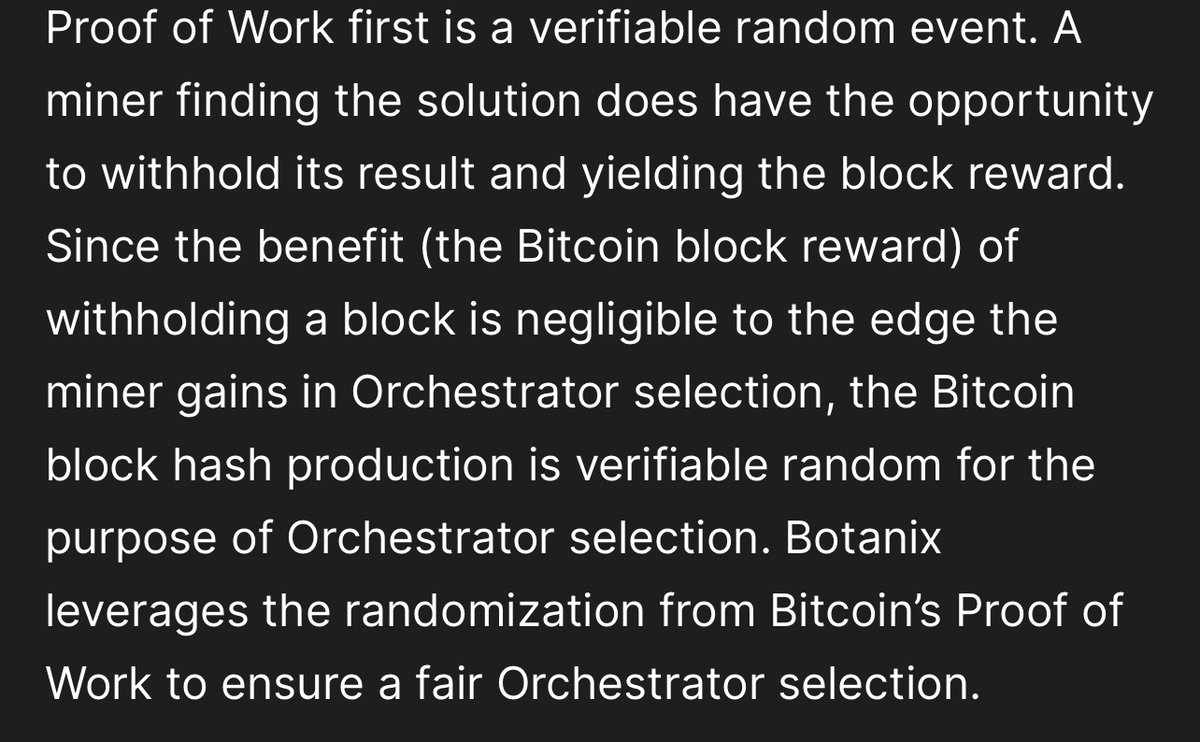 Proof of Work first is a verifiable random event. A
miner finding the solution does have the opportunity
to withhold its result and yielding the block reward.
Since the benefit (the Bitcoin block reward) of
withholding a block is negligible to the edge the
miner gains in Orchestrator selection, the Bitcoin
block hash production is verifiable random for the
purpose of Orchestrator selection. Botanix
leverages the randomization from Bitcoin’s Proof of
Work to ensure a fair Orchestrator selection.